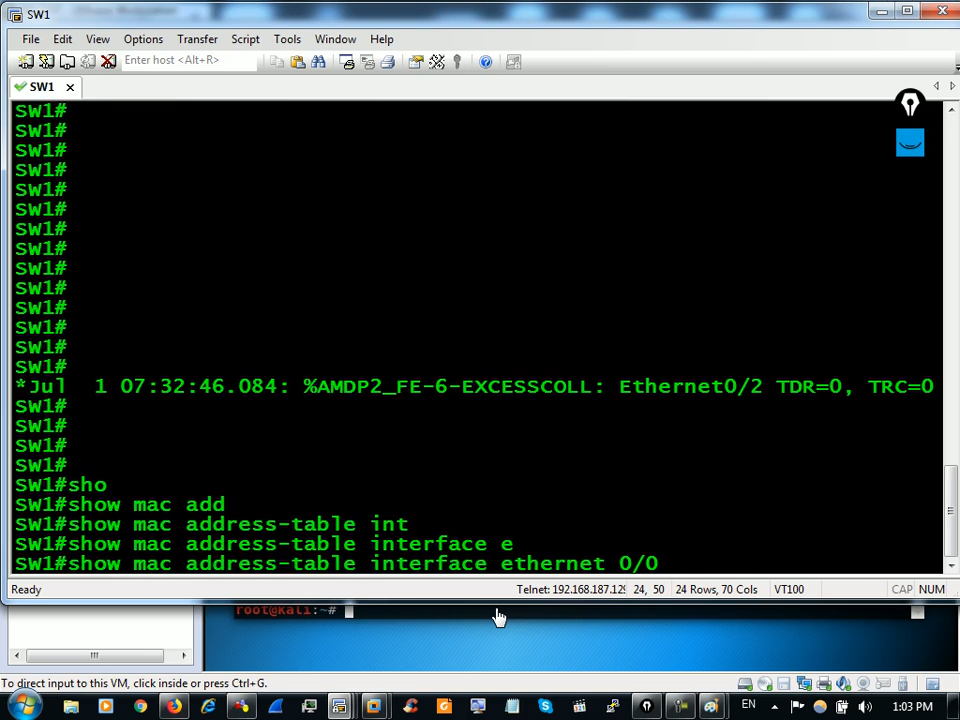 SW1
File Edit View Options Transfer Script Tools Window Help
Enter host <Alt+R>
SW1
SW1#
SW1#
SW1#
SW1#
SW1#
SW1#
SW1#
SW1#
SW1#
SW1#
SW1#
SW1#
SW1#
SW1#
*Jul  1 07:32:46.084: %AMDP2_FE-6-EXCESSCOLL: Ethernet0/2 TDR=0, TRC=0
SW1#
SW1#
SW1#
SW1#
SW1#sho
SW1#show mac add
SW1#show mac address-table int
SW1#show mac address-table interface e
SW1#show mac address-table interface ethernet 0/0
Ready Telnet: 192.168.187.129 24, 50 24 Rows, 70 Cols VT100 CAP NUM
root@kali:~#
To direct input to this VM, click inside or press Ctrl+G.
EN 1:03 PM